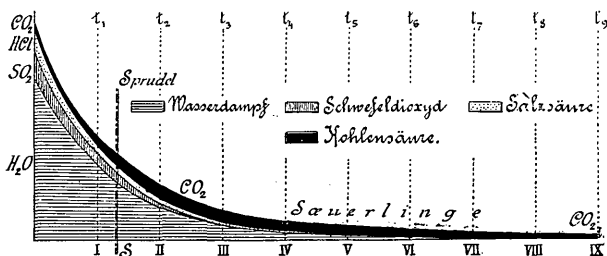 CO₂ t₁ t₂ t₃ t₄ t₅ t₆ t₇ t₈ t₉
HCl
SO₂
Sprudel
Wasserdampf Schwefeldioxyd Salzsäure
Kohlensäure.
H₂O
CO₂
Säuerlinge
CO₂
I S II III IV V VI VII VIII IX